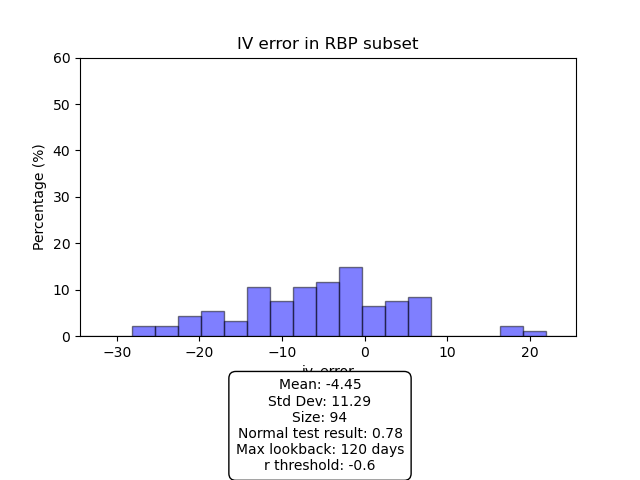 IV error in RBP subset
Percentage (%)
60
50
40
30
20
10
0
−30
−20
−10
0
10
20
iv_error
Mean: -4.45
Std Dev: 11.29
Size: 94
Normal test result: 0.78
Max lookback: 120 days
r threshold: -0.6